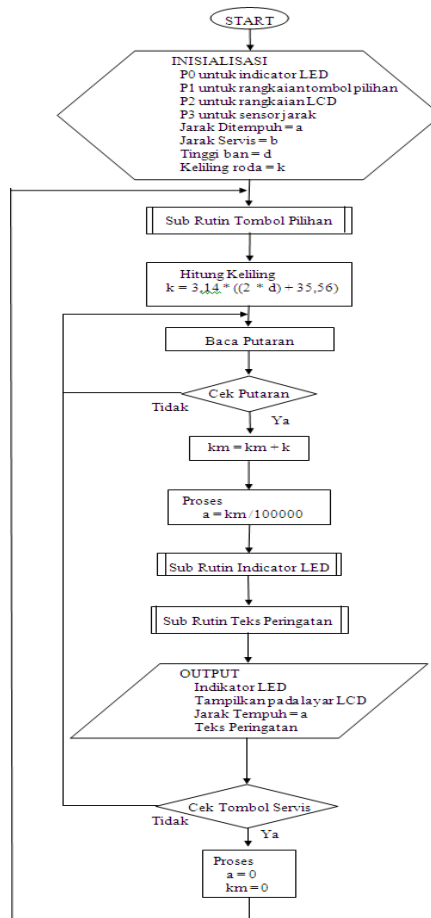 START
INISIALISASI
P0 untuk indicator LED
P1 untuk rangkaian tombol pilihan
P2 untuk rangkaian LCD
P3 untuk sensor jarak
Jarak Ditempuh = a
Jarak Servis = b
Tinggi ban = d
Keliling roda = k
Sub Rutin Tombol Pilihan
Hitung Keliling
k = 3,14 * ((2 * d) + 35,56)
Baca Putaran
Cek Putaran
Tidak
Ya
km = km + k
Proses
a = km/100000
Sub Rutin Indicator LED
Sub Rutin Teks Peringatan
OUTPUT
Indikator LED
Tampilkan pada layar LCD
Jarak Tempuh = a
Teks Peringatan
Cek Tombol Servis
Tidak
Ya
Proses
a = 0
km = 0